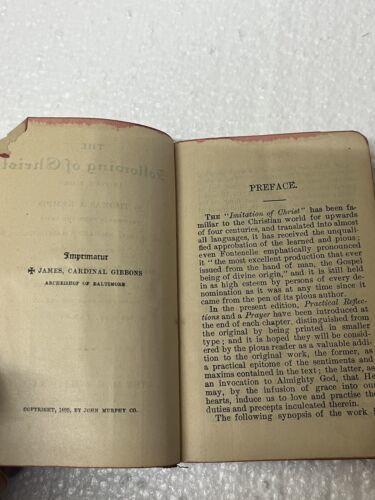 Imprimatur
✠ JAMES, CARDINAL GIBBONS
ARCHBISHOP OF BALTIMORE
COPYRIGHT, 1895, BY JOHN MURPHY CO.
PREFACE.
THE "Imitation of Christ" has been fa-
miliar to the Christian world for upwards
of four centuries, and translated into almost
all languages, it has received the unquali-
fied approbation of the learned and pious;
even Fontenelle emphatically pronounced
it "the most excellent production that ever
issued from the hand of man, the Gospel
being of divine origin," and it is still held
in as high esteem by persons of every de-
nomination as it was at any time since it
came from the pen of its pious author.
In the present edition, Practical Reflec-
tions and a Prayer have been introduced at
the end of each chapter, distinguished from
the original by being printed in smaller
type; and it is hoped they will be consid-
ered by the pious reader as a valuable addi-
tion to the original work, the former, as
a practical epitome of the sentiments and
maxims contained in the text; the latter, as
an invocation to Almighty God, that He
may, by the infusion of grace into our
hearts, induce us to love and practise the
duties and precepts inculcated therein.
The following synopsis of the work